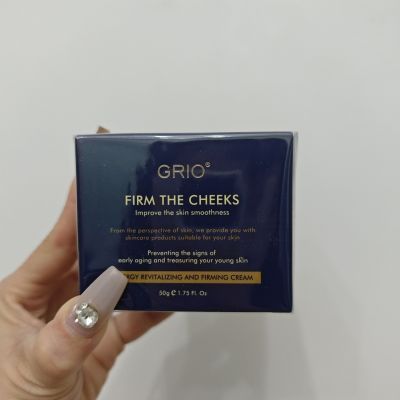 GRIO®
FIRM THE CHEEKS
Improve the skin smoothness
From the perspective of skin, we provide you with
skincare products suitable for your skin
Preventing the signs of
early aging and treasuring your young skin
REVITALIZING AND FIRMING CREAM
50g ℮ 1.75 Fl. Oz